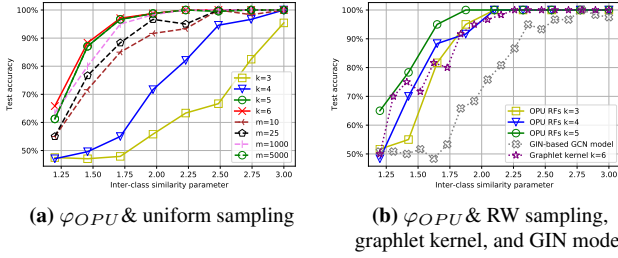 (a)
100%
90%
80%
70%
60%
50%
Test accuracy
k=3
k=4
k=5
k=6
m=10
m=25
m=1000
m=5000
1.25 1.50 1.75 2.00 2.25 2.50 2.75 3.00
Inter-class similarity parameter
(b)
100%
90%
80%
70%
60%
50%
Test accuracy
OPU RFs k=3
OPU RFs k=4
OPU RFs k=5
GIN-based GCN model
Graphlet kernel k=6
1.25 1.50 1.75 2.00 2.25 2.50 2.75 3.00
Inter-class similarity parameter
(a) φOPU & uniform sampling
(b) φOPU & RW sampling,
graphlet kernel, and GIN mode